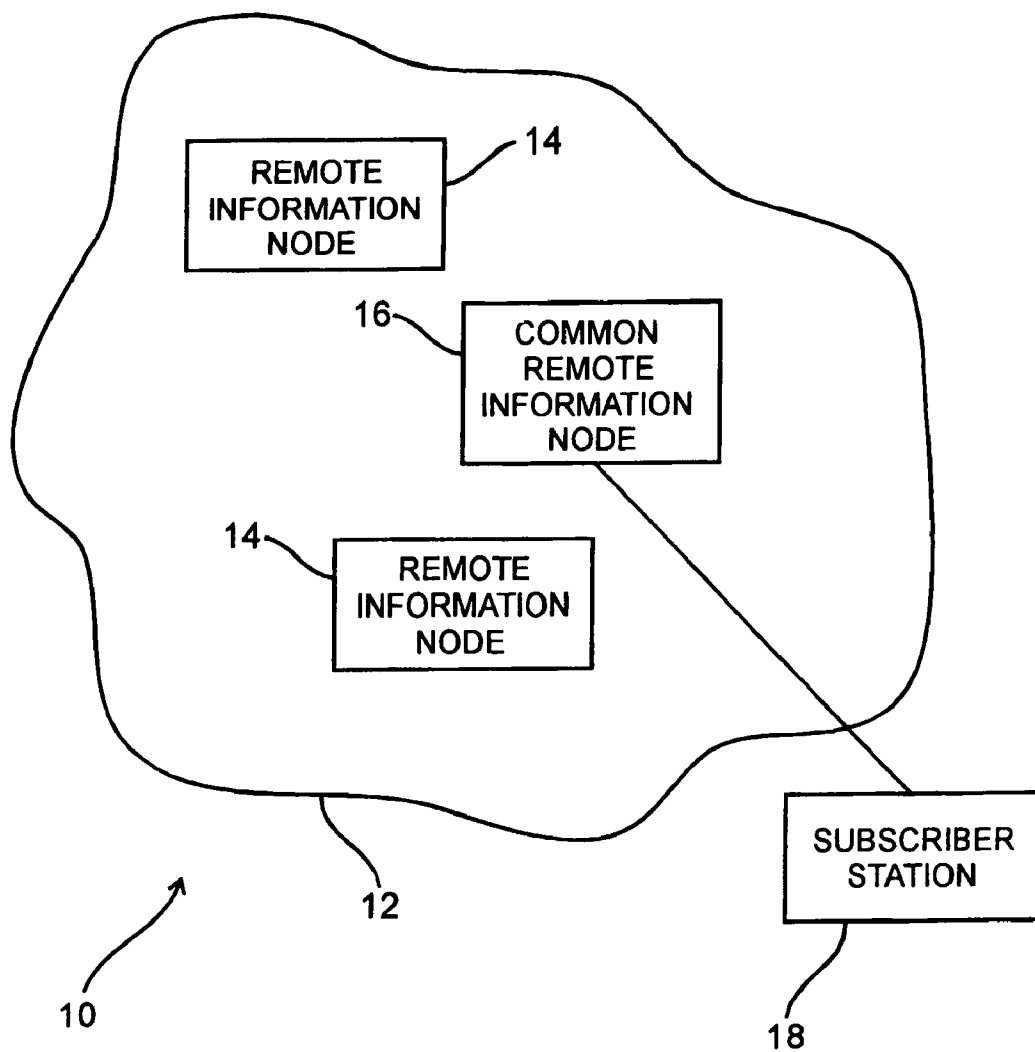 14
REMOTE
INFORMATION
NODE
16
COMMON
REMOTE
INFORMATION
NODE
14
REMOTE
INFORMATION
NODE
SUBSCRIBER
STATION
12
10
18